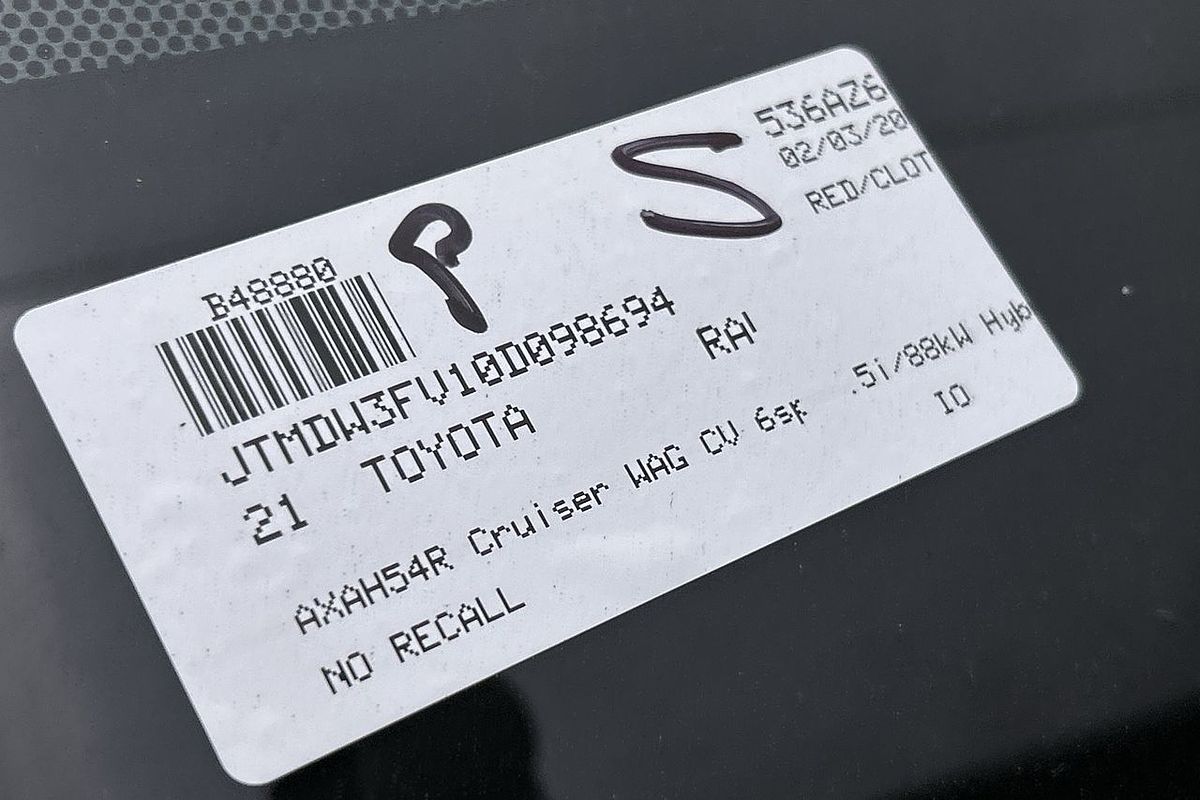 P S 536AZ6
02/03/20
RED/CLOT
B48880
JTMDW3FV10D098694
21 TOYOTA RAV
AXAH54R Cruiser WAG CV 6sp .5i/88kW Hyb
NO RECALL IO